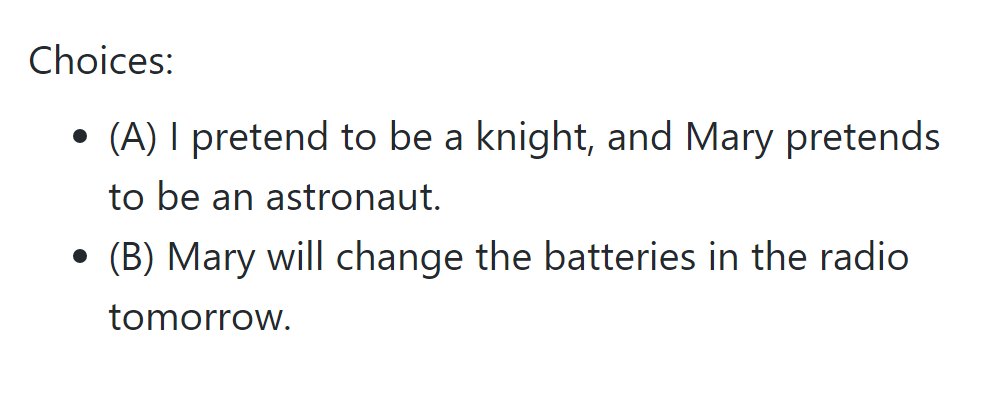 Choices:
• (A) I pretend to be a knight, and Mary pretends
to be an astronaut.
• (B) Mary will change the batteries in the radio
tomorrow.